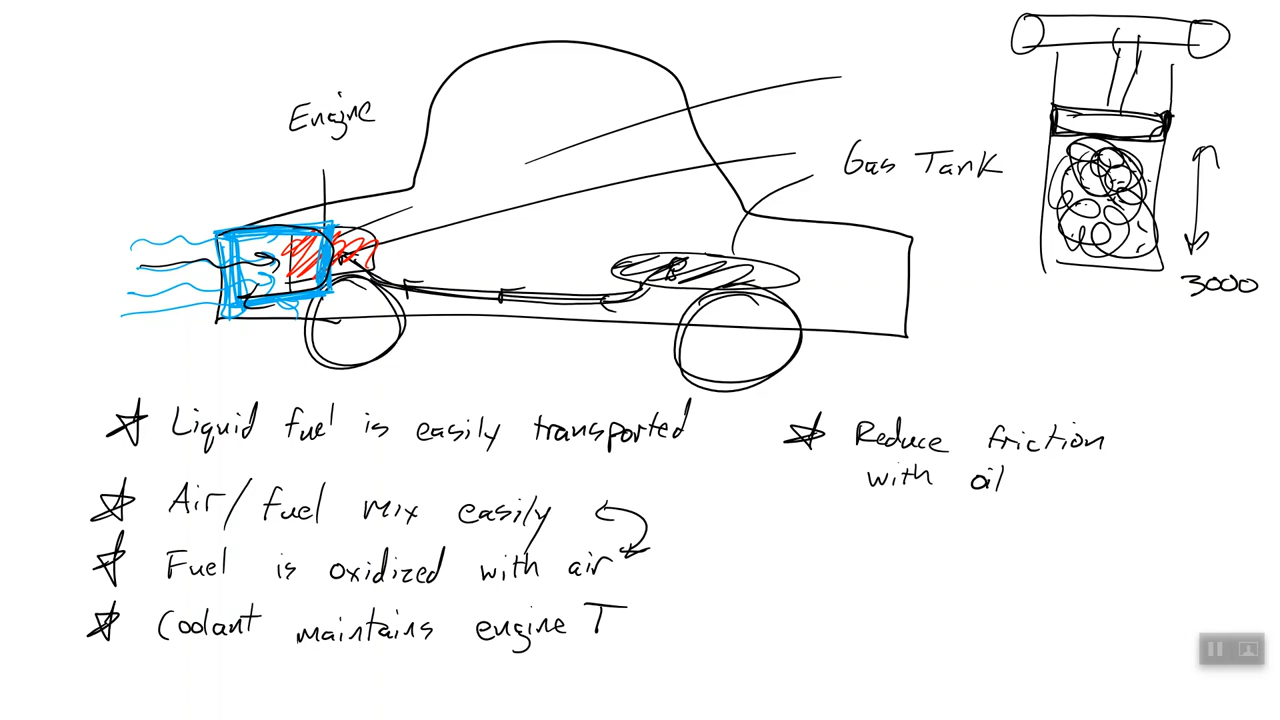 Engine
Gas Tank
3000
Liquid fuel is easily transported
Air/fuel mix easily
Fuel is oxidized with air
Coolant maintains engine T
Reduce friction
with oil